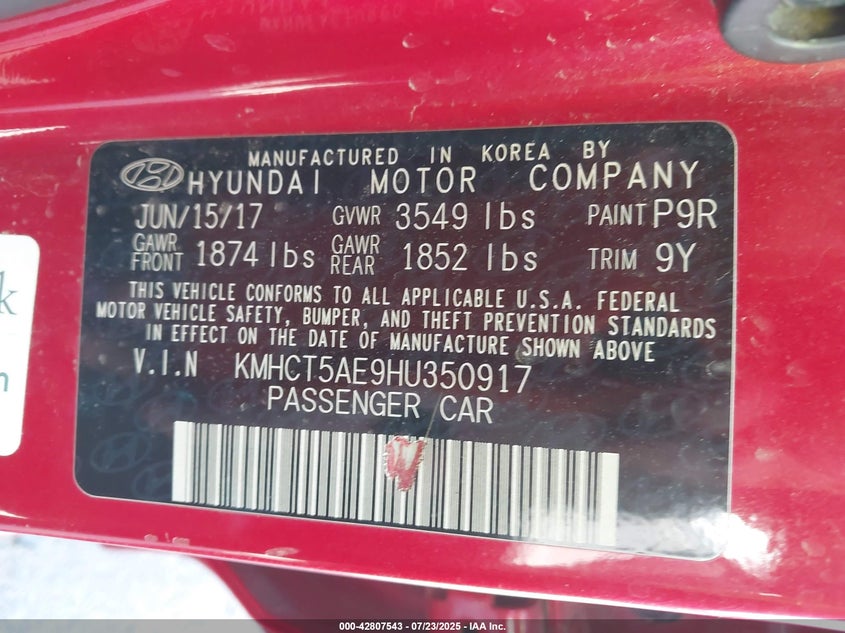 MANUFACTURED IN KOREA BY
HYUNDAI MOTOR COMPANY
JUN/15/17 GVWR 3549 lbs PAINT P9R
GAWR FRONT 1874 lbs GAWR REAR 1852 lbs TRIM 9Y
THIS VEHICLE CONFORMS TO ALL APPLICABLE U.S.A. FEDERAL
MOTOR VEHICLE SAFETY, BUMPER, AND THEFT PREVENTION STANDARDS
IN EFFECT ON THE DATE OF MANUFACTURE SHOWN ABOVE
V.I.N KMHCT5AE9HU350917
PASSENGER CAR
000-42807543 / 07/23/2025 - US.IAAI.COM